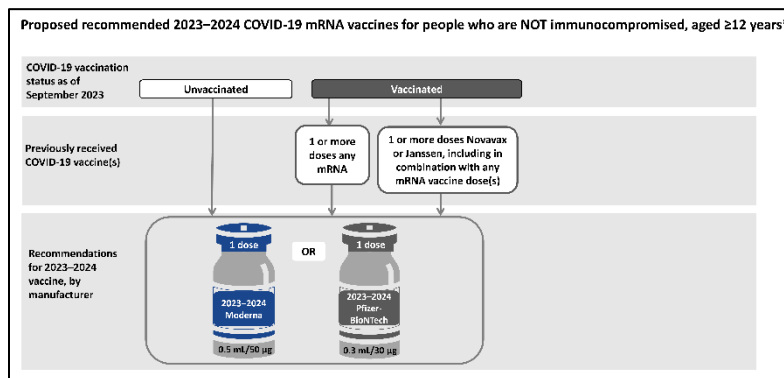 Proposed recommended 2023–2024 COVID-19 mRNA vaccines for people who are NOT immunocompromised, aged ≥12 years
COVID-19 vaccination
status as of
September 2023
Unvaccinated
Vaccinated
Previously received
COVID-19 vaccine(s)
1 or more
doses any
mRNA
1 or more doses Novavax
or Janssen, including in
combination with any
mRNA vaccine dose(s)
Recommendations
for 2023–2024
vaccine, by
manufacturer
1 dose
2023–2024
Moderna
0.5 mL/50 µg
OR
1 dose
2023–2024
Pfizer-
BioNTech
0.3 mL/30 µg